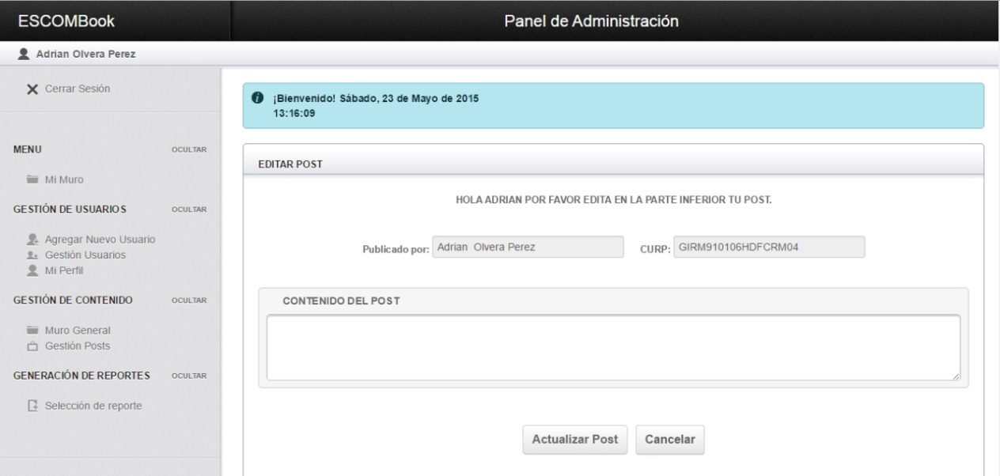 ESCOMBook
Panel de Administración
Adrian Olvera Perez
Cerrar Sesión
¡Bienvenido! Sábado, 23 de Mayo de 2015
13:16:09
MENU OCULTAR
Mi Muro
GESTIÓN DE USUARIOS OCULTAR
Agregar Nuevo Usuario
Gestión Usuarios
Mi Perfil
GESTIÓN DE CONTENIDO OCULTAR
Muro General
Gestión Posts
GENERACIÓN DE REPORTES OCULTAR
Selección de reporte
EDITAR POST
HOLA ADRIAN POR FAVOR EDITA EN LA PARTE INFERIOR TU POST.
Publicado por: Adrian Olvera Perez CURP: GIRM910106HDFCRM04
CONTENIDO DEL POST
Actualizar Post Cancelar